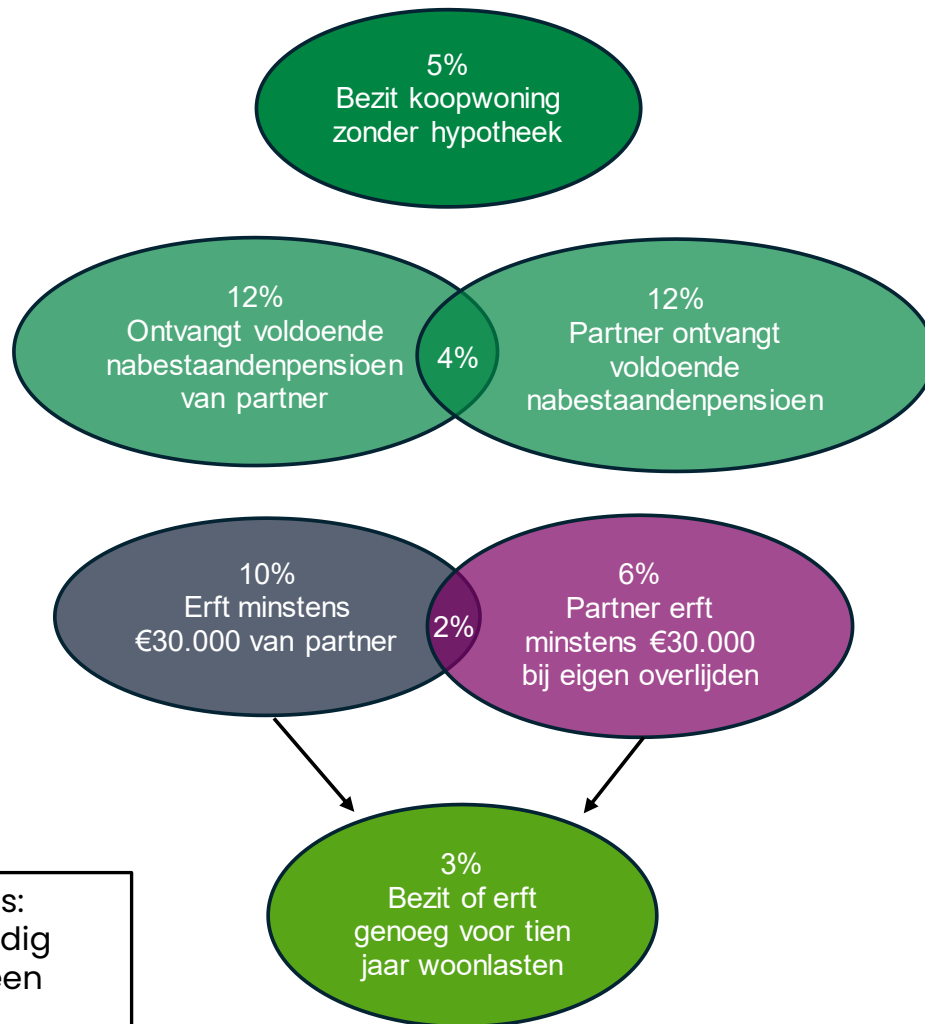 5%
Bezit koopwoning
zonder hypotheek
12%
Ontvangt voldoende
nabestaandenpensioen
van partner
4%
12%
Partner ontvangt
voldoende
nabestaandenpensioen
10%
Erft minstens
€30.000 van partner
2%
6%
Partner erft
minstens €30.000
bij eigen overlijden
3%
Bezit of erft
genoeg voor tien
jaar woonlasten
s:
dig
een